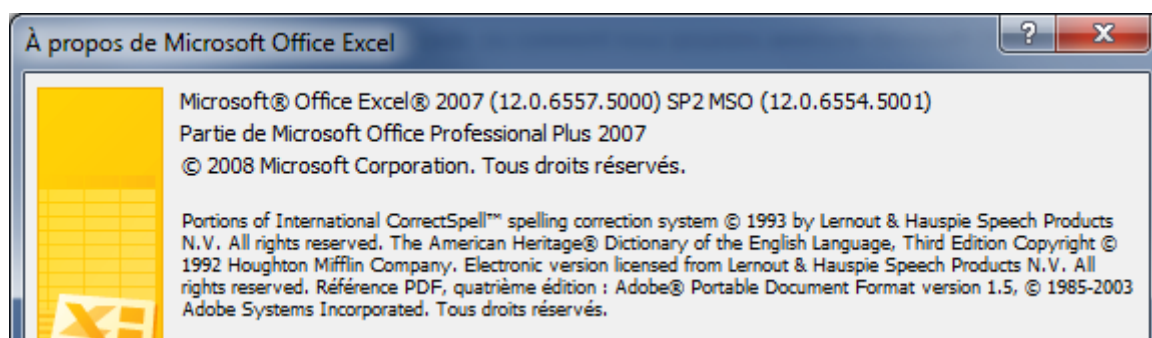 À propos de Microsoft Office Excel
Microsoft® Office Excel® 2007 (12.0.6557.5000) SP2 MSO (12.0.6554.5001)
Partie de Microsoft Office Professional Plus 2007
© 2008 Microsoft Corporation. Tous droits réservés.
Portions of International CorrectSpell™ spelling correction system © 1993 by Lernout & Hauspie Speech Products
N.V. All rights reserved. The American Heritage® Dictionary of the English Language, Third Edition Copyright ©
1992 Houghton Mifflin Company. Electronic version licensed from Lernout & Hauspie Speech Products N.V. All
rights reserved. Référence PDF, quatrième édition : Adobe® Portable Document Format version 1.5, © 1985-2003
Adobe Systems Incorporated. Tous droits réservés.